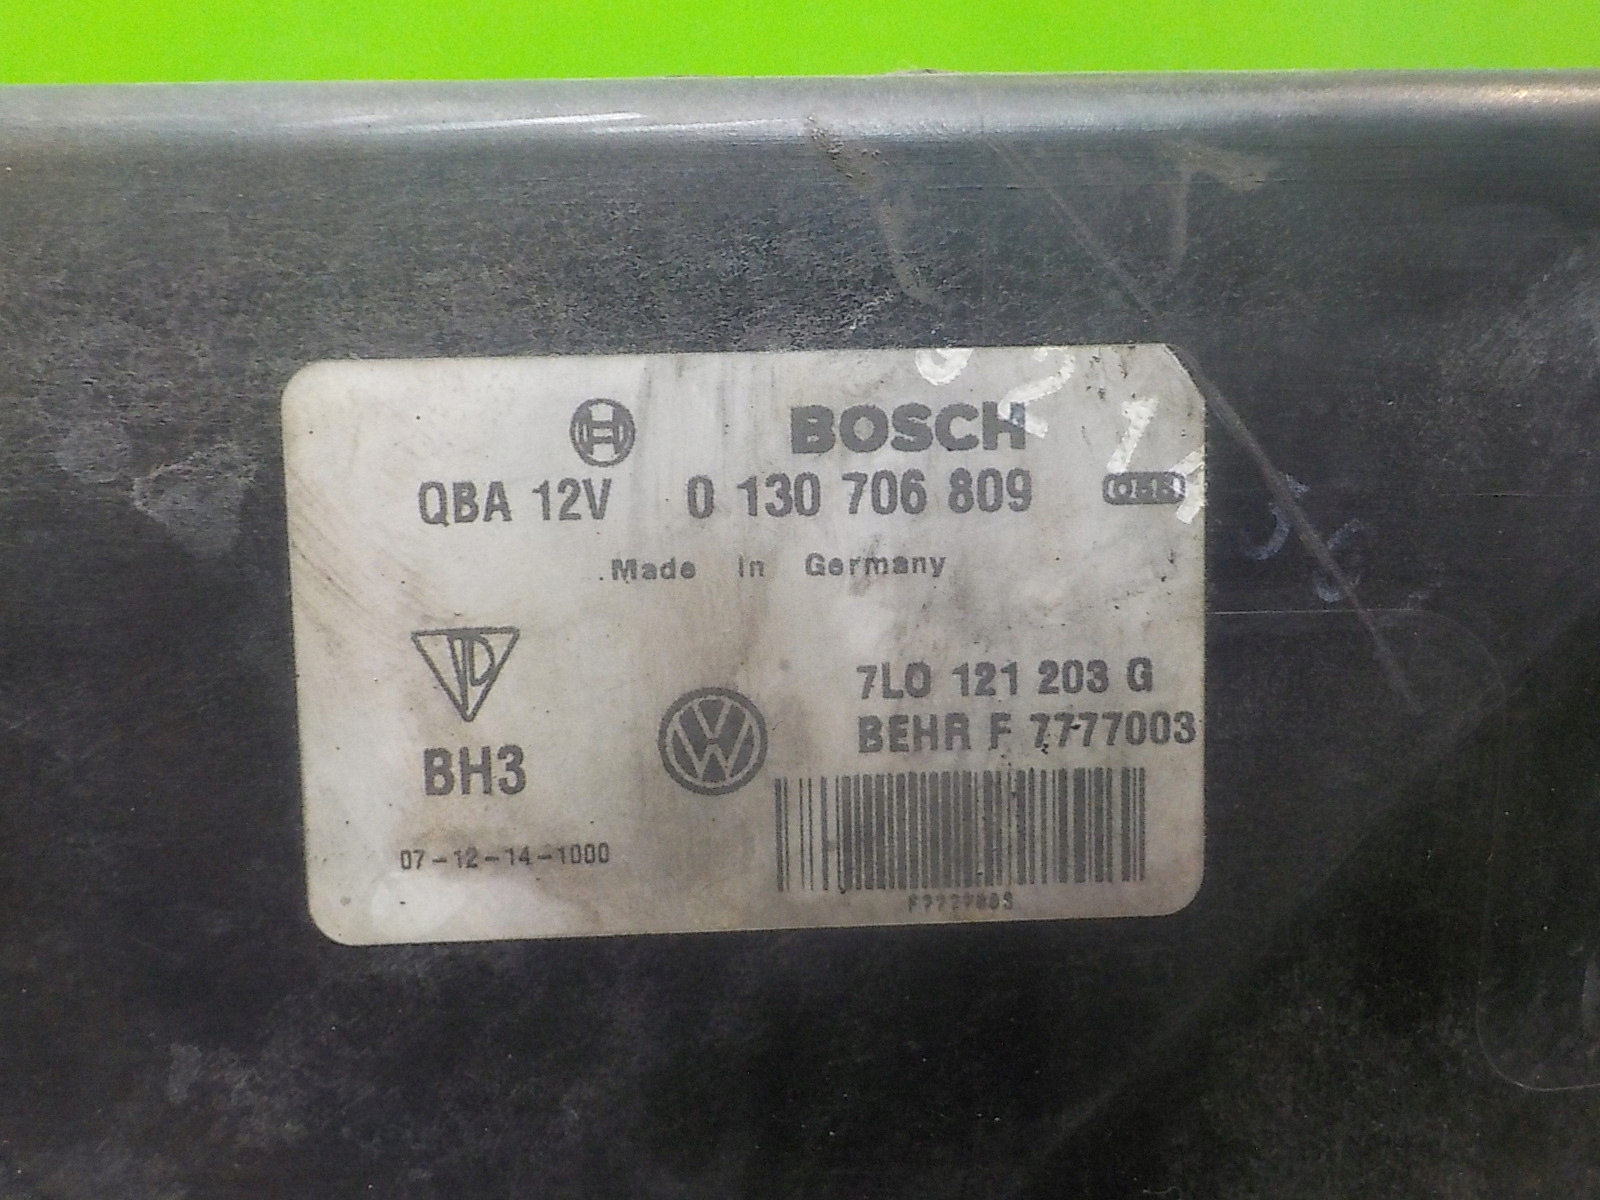 BOSCH
QBA 12V 0 130 706 809
Made in Germany
7L0 121 203 G
BEHR F 7777003
BH3
07-12-14-1000
F7777003